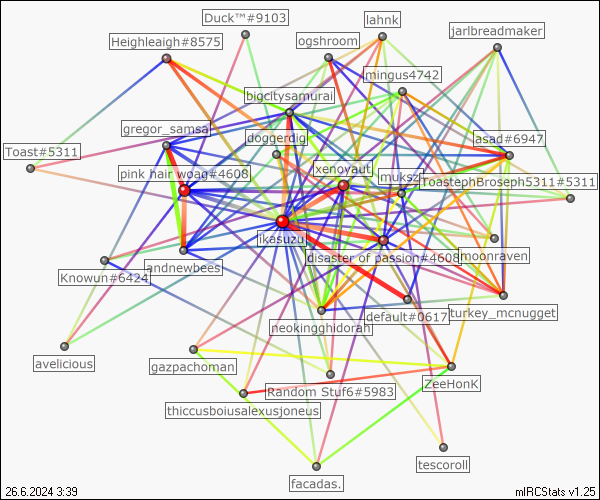 Duck™#9103
lahnk
Heighleigh#8575
ogshroom
jarlbreadmaker
mingus4742
bigcitysamurai
gregor_samsa
doggerdig
asad#6947
Toast#5311
pink hair woag#4608
xenoyaut
muksz
ToastephBroseph5311#5311
ikasuzu
disaster of passion#4608
moonraven
Knowun#6424
landnewbees
default#0617
turkey_mcnugget
neokingghidorah
avelicious
gazpachoman
Random Stuf6#5983
ZeeHonK
thiccusboiusalexusjoneus
tescoroll
facadas.
26.6.2024 3:39
mIRCStats v1.25